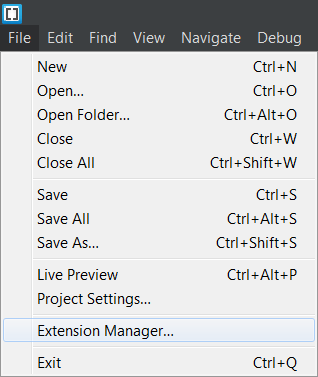 File Edit Find View Navigate Debug
New Ctrl+N
Open... Ctrl+O
Open Folder... Ctrl+Alt+O
Close Ctrl+W
Close All Ctrl+Shift+W
Save Ctrl+S
Save All Ctrl+Alt+S
Save As... Ctrl+Shift+S
Live Preview Ctrl+Alt+P
Project Settings...
Extension Manager...
Exit Ctrl+Q